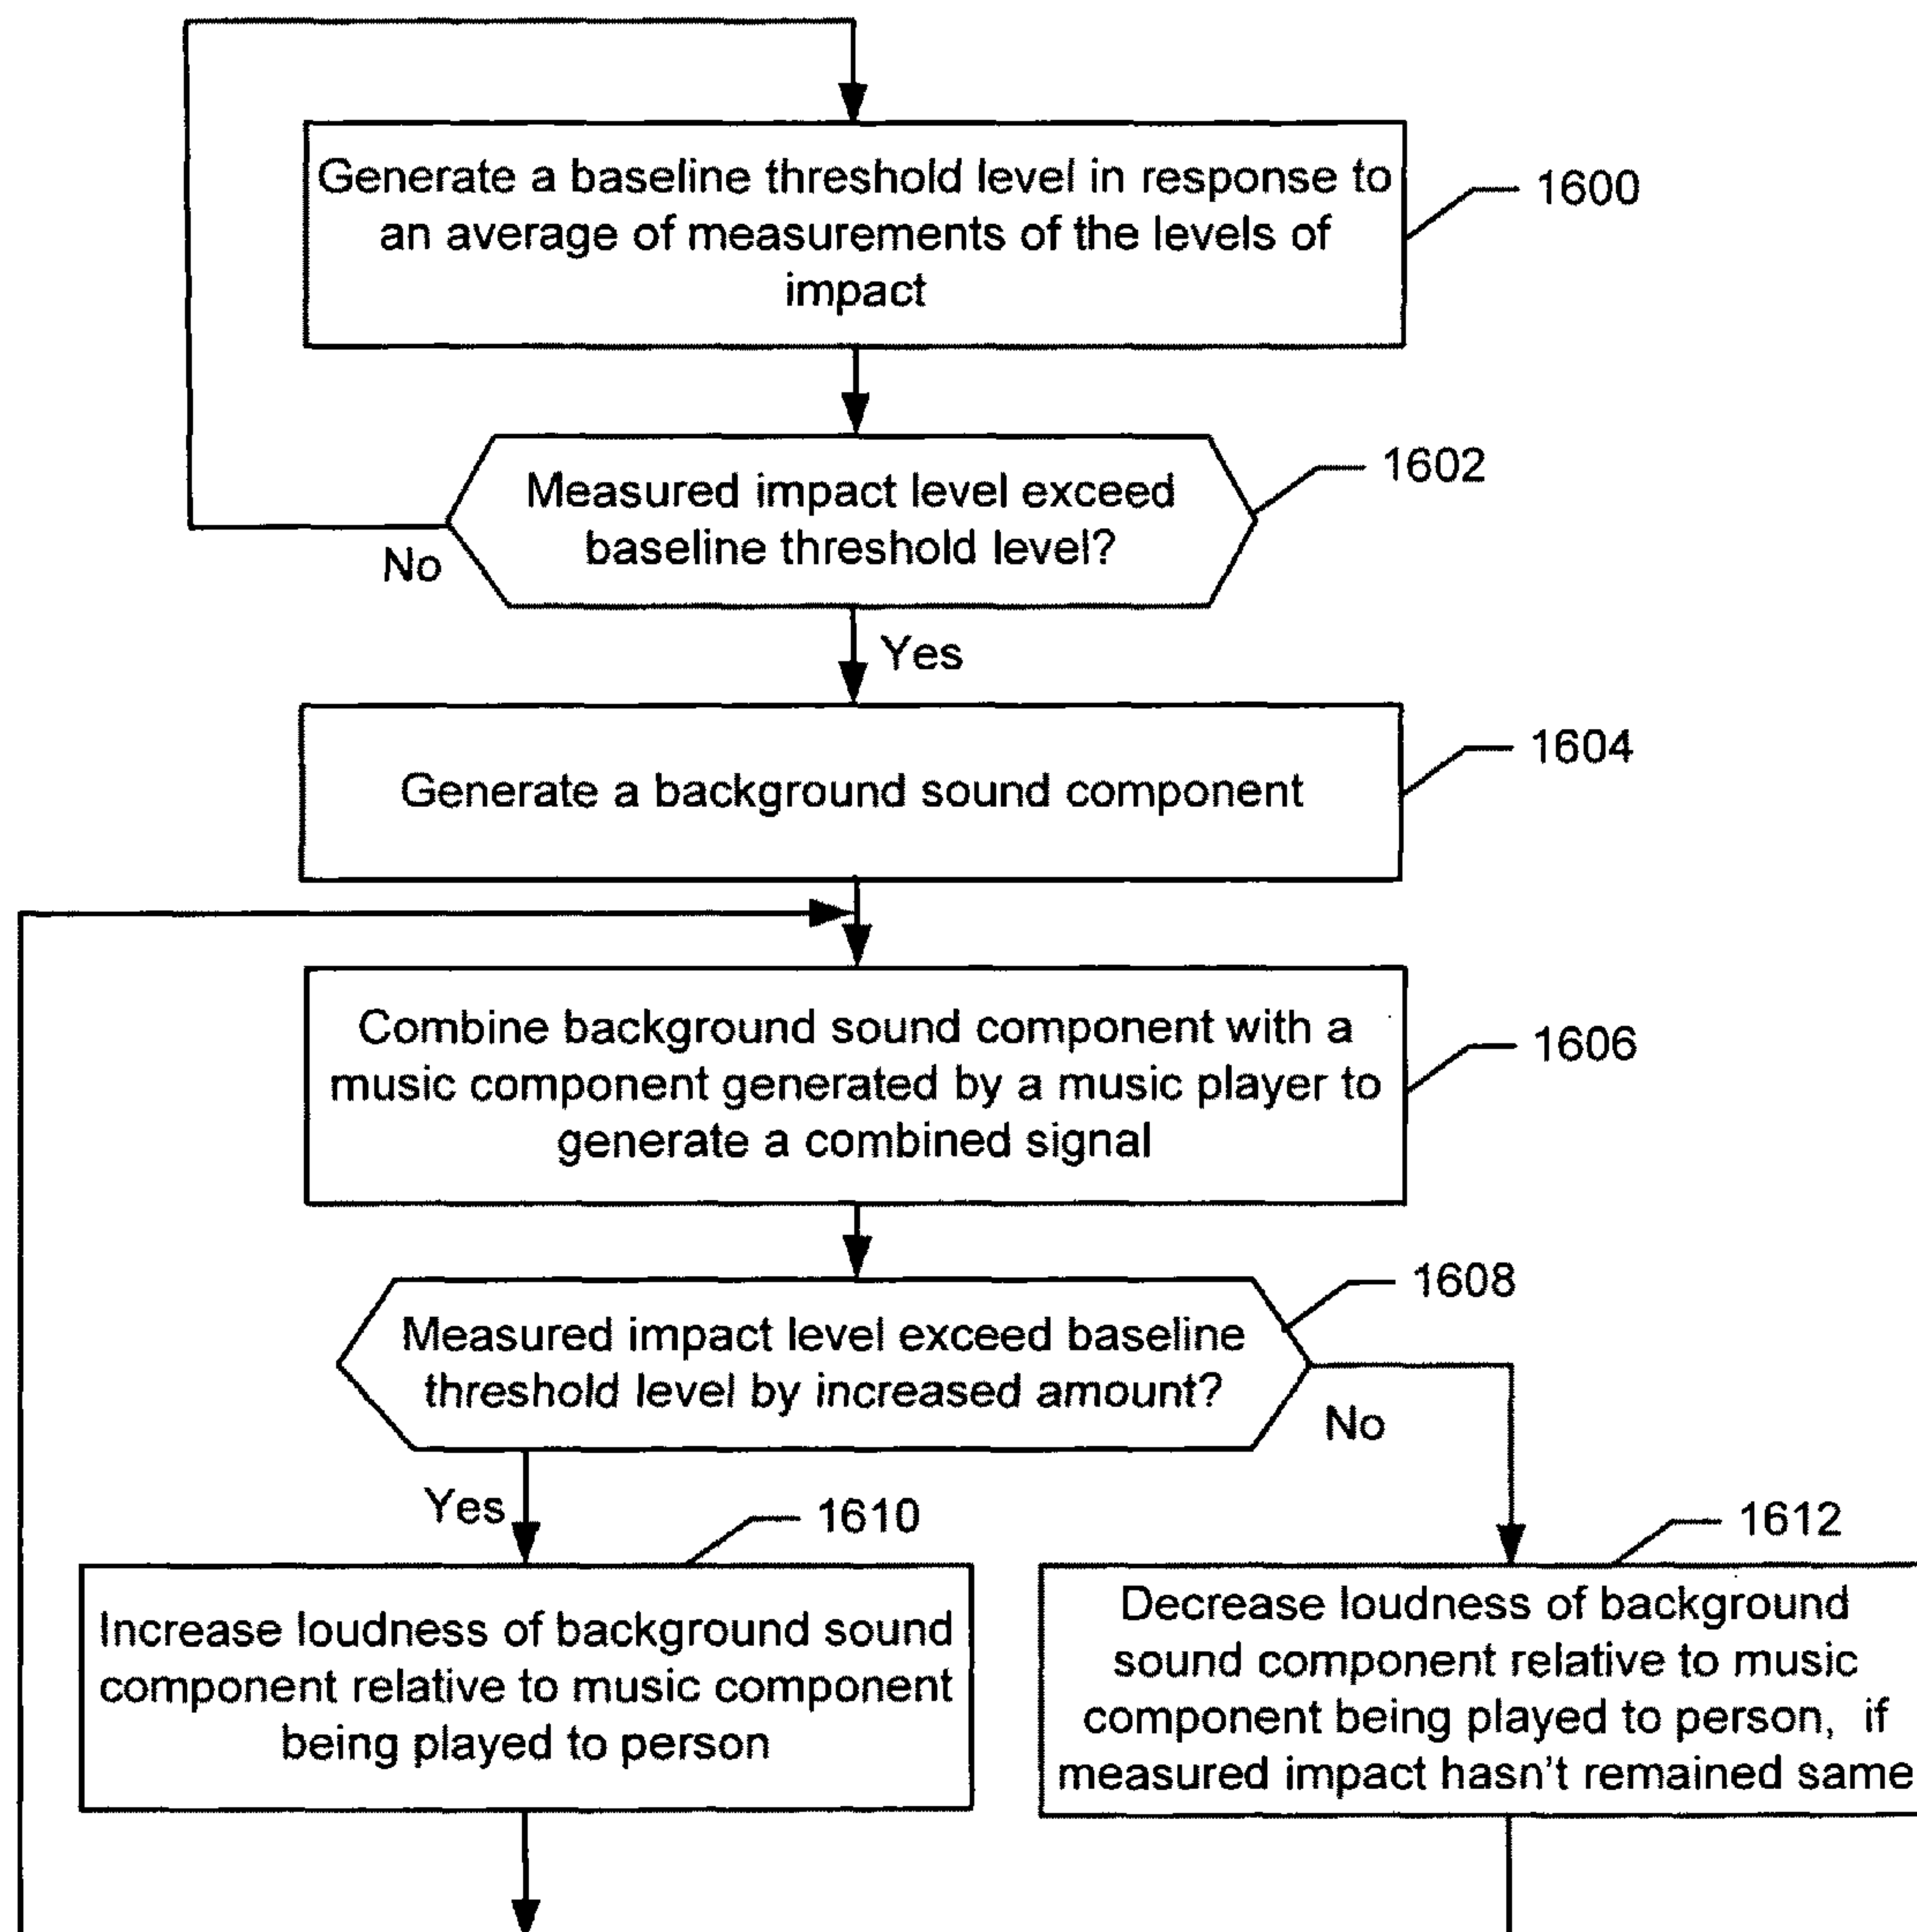 Generate a baseline threshold level in response to
an average of measurements of the levels of
impact
1600
Measured impact level exceed
baseline threshold level?
1602
No
Yes
Generate a background sound component
1604
Combine background sound component with a
music component generated by a music player to
generate a combined signal
1606
Measured impact level exceed baseline
threshold level by increased amount?
1608
No
Yes
1610
Increase loudness of background sound
component relative to music component
being played to person
1612
Decrease loudness of background
sound component relative to music
component being played to person, if
measured impact hasn't remained same